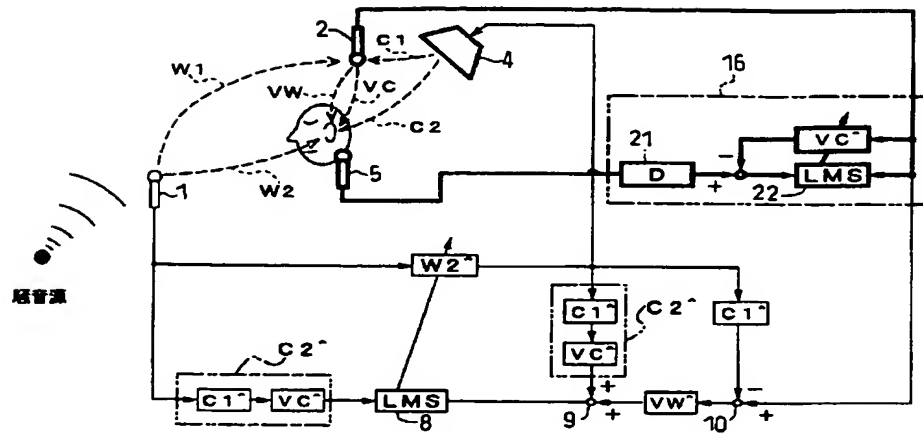 2
C1
4
16
W1
VW
VC
C2
21
VC^
-
+
D
LMS
22
5
1
W2
騒音源
W2^
C1^
VC^
C2^
C1^
C2^
C1^
VC^
LMS
8
+
+
9
VW^
-
+
10